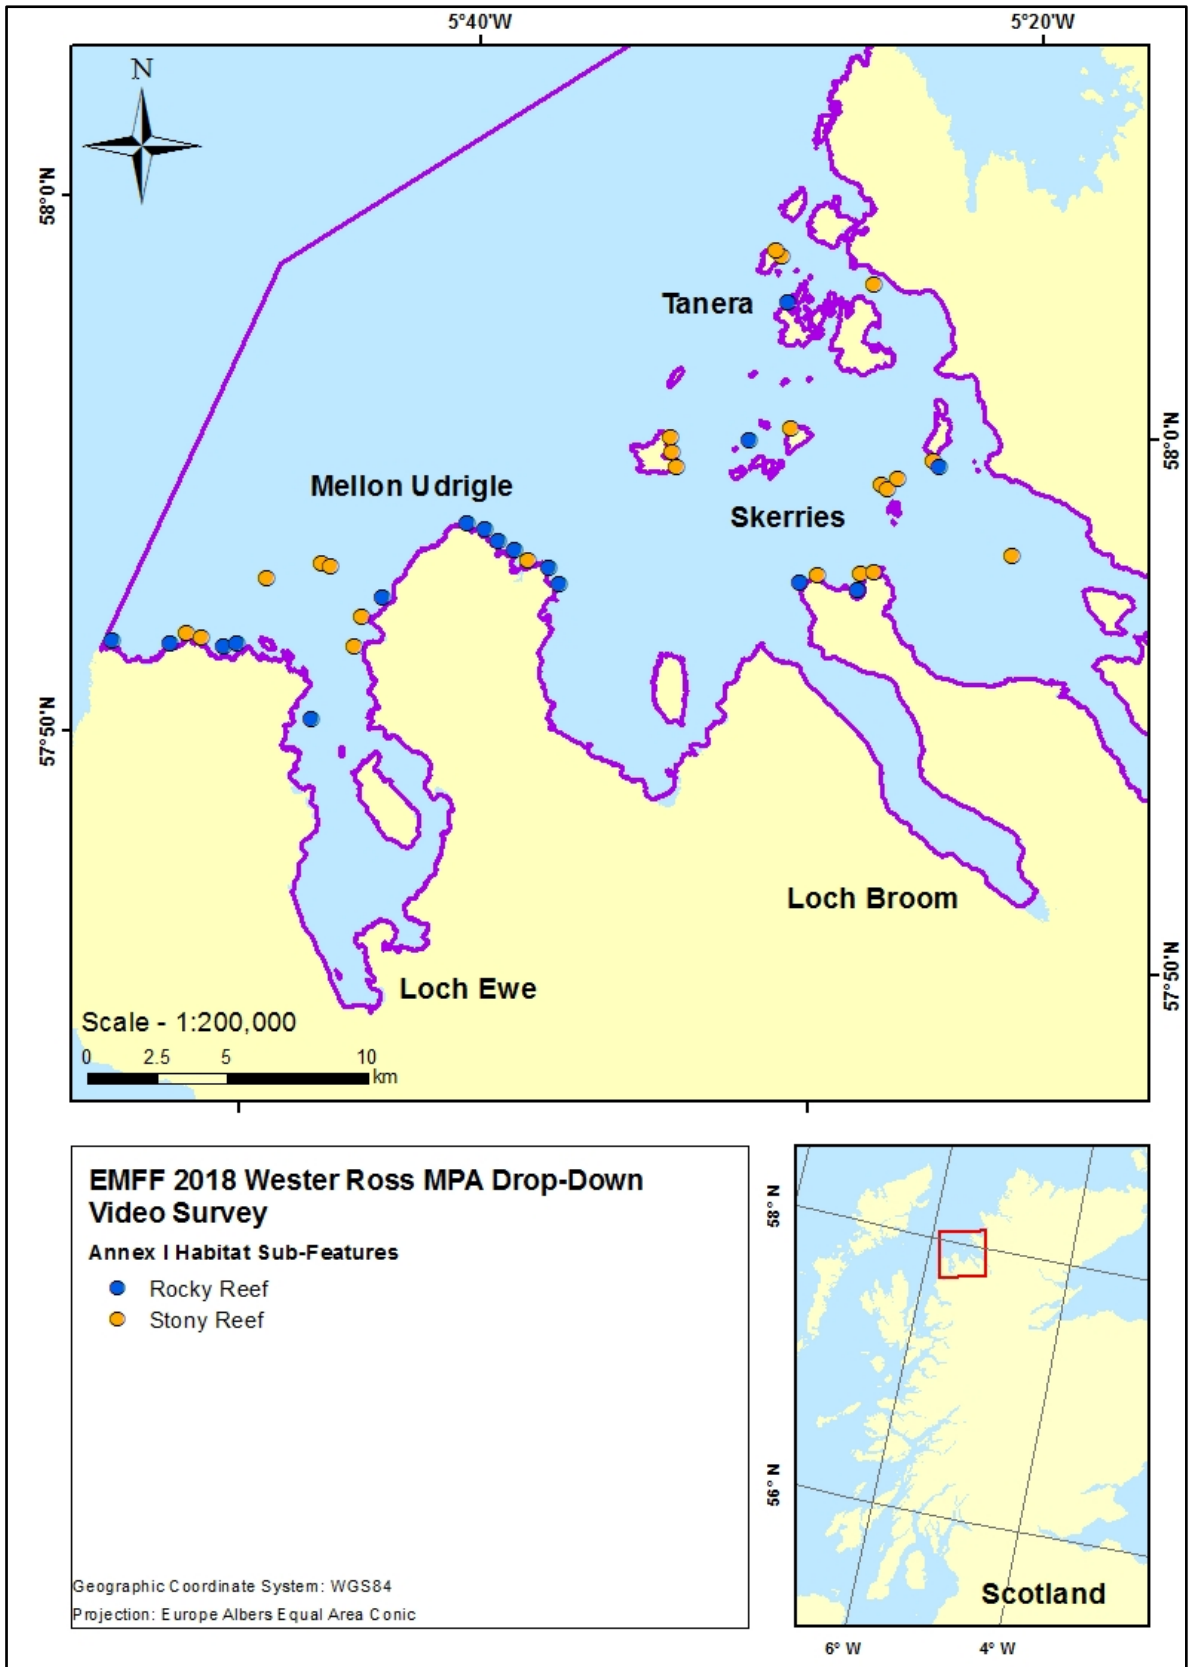 5°40'W
5°20'W
N
58°0'N
Tanera
58°0'N
Mellon Udrigle
Skerries
57°50'N
Loch Broom
Loch Ewe
57°50'N
Scale - 1:200,000
0 2.5 5 10
km
EMFF 2018 Wester Ross MPA Drop-Down
Video Survey
Annex I Habitat Sub-Features
Rocky Reef
Stony Reef
Geographic Coordinate System: WGS84
Projection: Europe Albers Equal Area Conic
58° N
56° N
Scotland
6° W
4° W